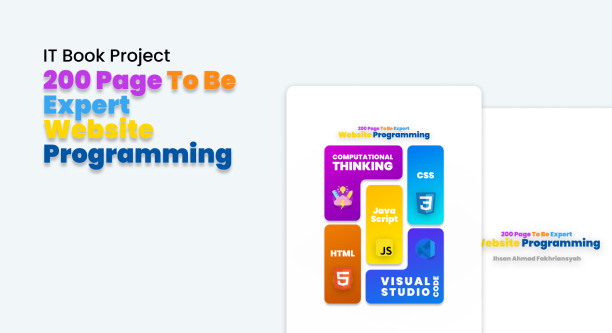 IT Book Project
200 Page To Be
Expert
Website
Programming
200 Page To Be Expert
Website Programming
COMPUTATIONAL
THINKING
CSS
3
Java
Script
JS
HTML
5
VISUAL
STUDIO CODE
200 Page To Be Expert
Website Programming
Ihsan Ahmad Fakhriansyah